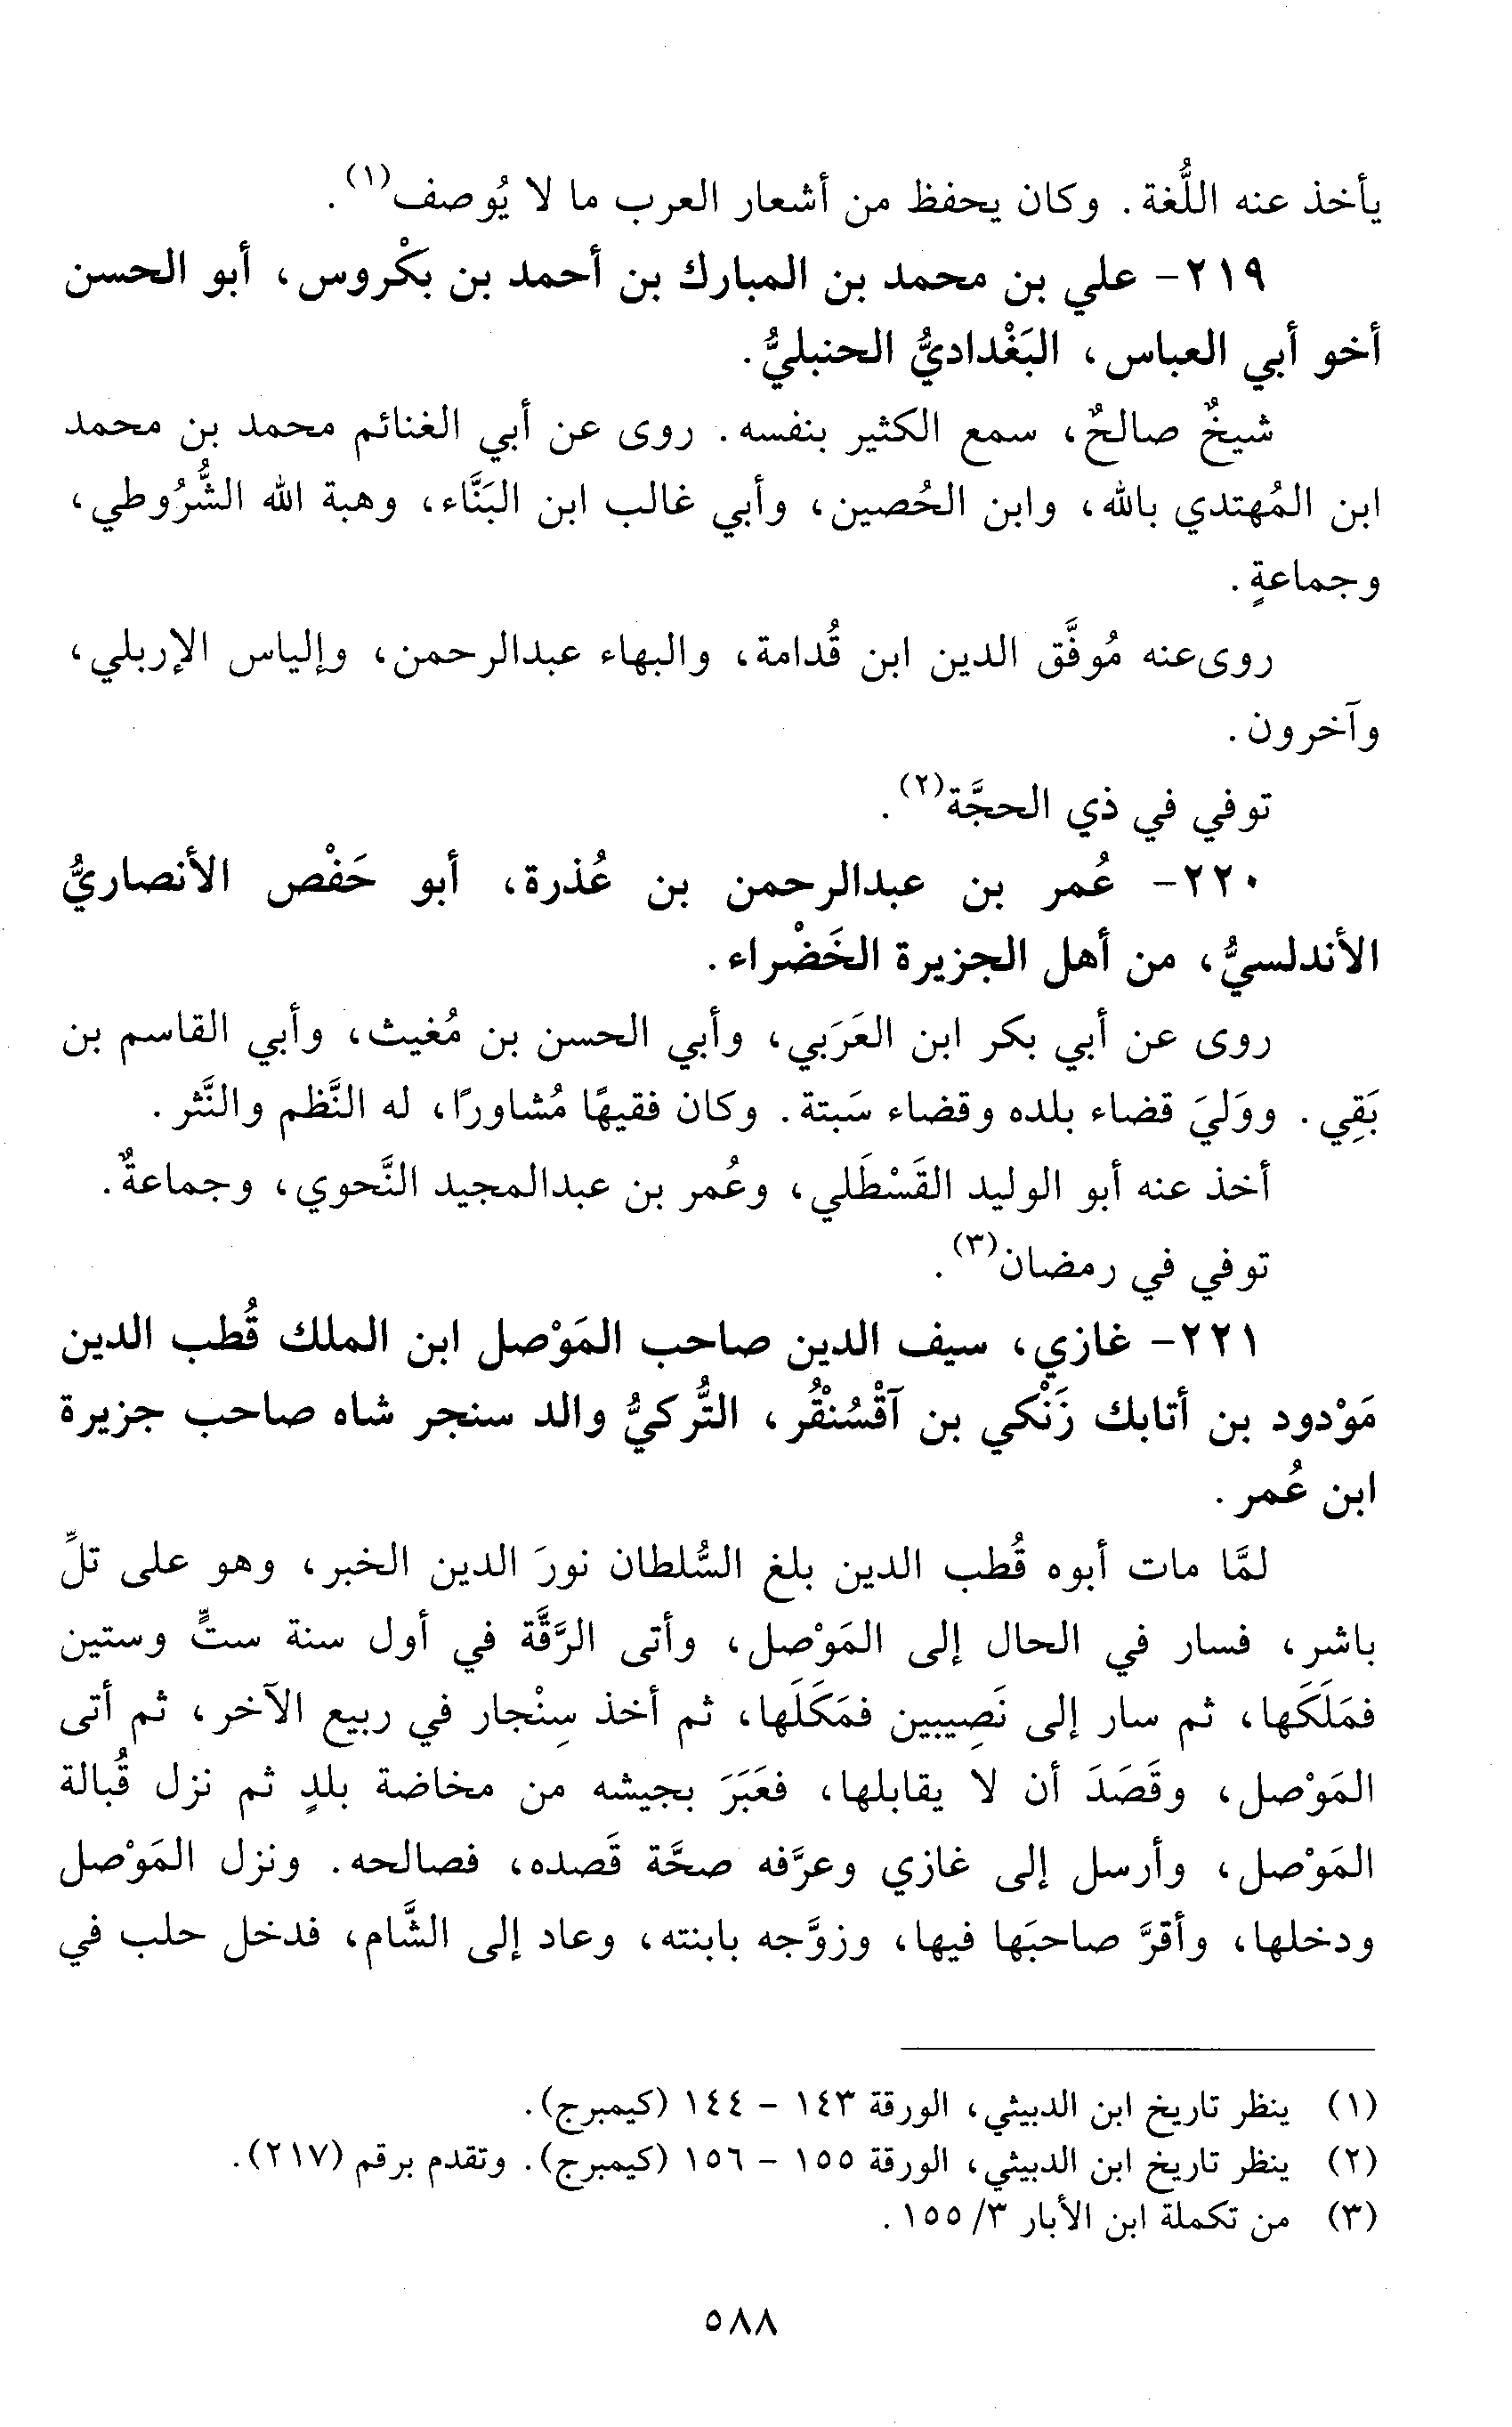 يأخذ عنه اللُّغة. وكان يحفظ من أشعار العرب ما لا يُوصف(١).
٢١٩- علي بن محمد بن المبارك بن أحمد بن بكْروس، أبو الحسن
أخو أبي العباس، البَغْداديُّ الحنبليُّ.
شيخٌ صالحٌ، سمع الكثير بنفسه. روى عن أبي الغنائم محمد بن محمد
ابن المُهتدي بالله، وابن الحُصين، وأبي غالب ابن البَنَّاء، وهبة الله الشُّرُوطي،
وجماعةٍ.
روى عنه مُوفَّق الدين ابن قُدامة، والبهاء عبدالرحمن، وإلياس الإربلي،
وآخرون.
توفي في ذي الحجَّة(٢).
٢٢٠- عُمر بن عبدالرحمن بن عُذرة، أبو حَفْص الأنصاريُّ
الأندلسيُّ، من أهل الجزيرة الخَضْراء.
روى عن أبي بكر ابن العَرَبي، وأبي الحسن بن مُغيث، وأبي القاسم بن
بَقِي. ووَليَ قضاء بلده وقضاء سَبتة. وكان فقيهًا مُشاورًا، له النَّظم والنَّثر.
أخذ عنه أبو الوليد القَسْطَلي، وعُمر بن عبدالمجيد النَّحوي، وجماعةٌ.
توفي في رمضان(٣).
٢٢١- غازي، سيف الدين صاحب المَوْصل ابن الملك قُطب الدين
مَوْدود بن أتابك زَنْكي بن آقْسُنْقُر، التُّركيُّ والد سنجر شاه صاحب جزيرة
ابن عُمر.
لمَّا مات أبوه قُطب الدين بلغ السُّلطان نورَ الدين الخبر، وهو على تلِّ
باشر، فسار في الحال إلى المَوْصل، وأتى الرَّقَّة في أول سنة ستٍّ وستين
فمَلَكَها، ثم سار إلى نَصِيبين فمَكَلَها، ثم أخذ سِنْجار في ربيع الآخر، ثم أتى
المَوْصل، وقَصَدَ أن لا يقابلها، فعَبَرَ بجيشه من مخاضة بلدٍ ثم نزل قُبالة
المَوْصل، وأرسل إلى غازي وعرَّفه صحَّة قَصده، فصالحه. ونزل المَوْصل
ودخلها، وأقرَّ صاحبَها فيها، وزوَّجه بابنته، وعاد إلى الشَّام، فدخل حلب في
(١) ينظر تاريخ ابن الدبيثي، الورقة ١٤٣ - ١٤٤ (كيمبرج).
(٢) ينظر تاريخ ابن الدبيثي، الورقة ١٥٥ - ١٥٦ (كيمبرج). وتقدم برقم (٢١٧).
(٣) من تكملة ابن الأبار ٣/ ١٥٥.
٥٨٨